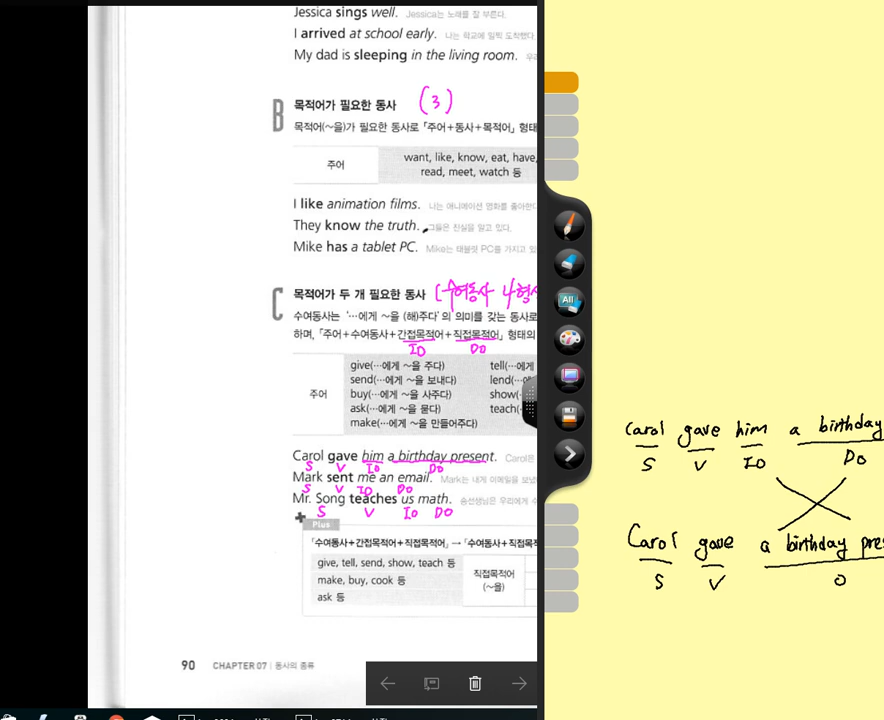 Jessica sings well. Jessica는 노래를 잘 부른다.
I arrived at school early. 나는 학교에 일찍 도착했다.
My dad is sleeping in the living room.
B 목적어가 필요한 동사 (3)
목적어(~을)가 필요한 동사로 「주어+동사+목적어」 형태
주어
want, like, know, eat, have,
read, meet, watch 등
I like animation films. 나는 애니메이션 영화를 좋아한다
They know the truth. 그들은 진실을 알고 있다.
Mike has a tablet PC. Mike는 태블릿 PC를 가지고 있
C 목적어가 두 개 필요한 동사 (수여동사 4형식
수여동사는 '…에게 ~을 (해)주다'의 의미를 갖는 동사로
하며, 「주어+수여동사+간접목적어+직접목적어」 형태의
IO DO
주어
give(…에게 ~을 주다) tell(…에게
send(…에게 ~을 보내다) lend(…에
buy(…에게 ~을 사주다) show(
ask(…에게 ~을 묻다) teach(
make(…에게 ~을 만들어주다)
Carol gave him a birthday present. Carol은
S V IO DO
Mark sent me an email. Mark는 내게 이메일을 보냈
S V IO DO
Mr. Song teaches us math. 송선생님은 우리에게 수
S V IO DO
Plus
「수여동사+간접목적어+직접목적어」 → 「수여동사+직접목적
give, tell, send, show, teach 등
make, buy, cook 등
ask 등
직접목적어
(~을)
90 CHAPTER 07 | 동사의 종류
All
Carol gave him a birthday
S V IO DO
Carol gave a birthday pre
S V O